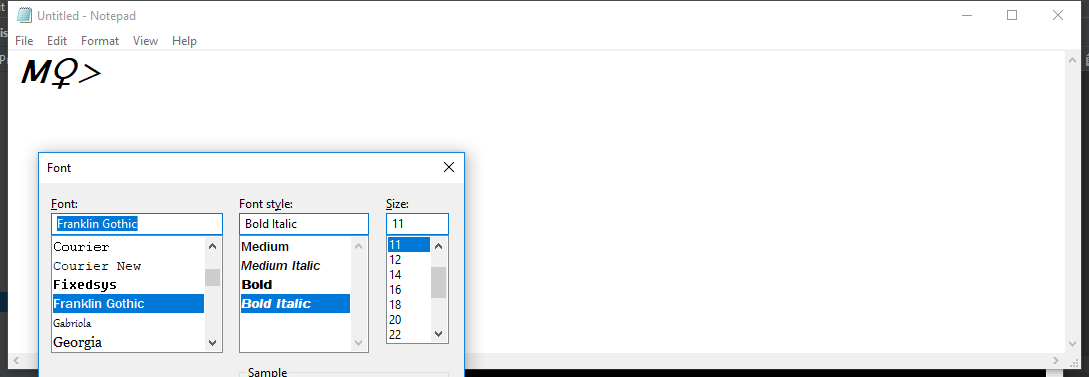 Untitled - Notepad
File Edit Format View Help
M♀>
Font
Font:
Font style:
Size:
Franklin Gothic
Bold Italic
11
Courier
Courier New
Fixedsys
Franklin Gothic
Gabriola
Georgia
Medium
Medium Italic
Bold
Bold Italic
11
12
14
16
18
20
22
Sample